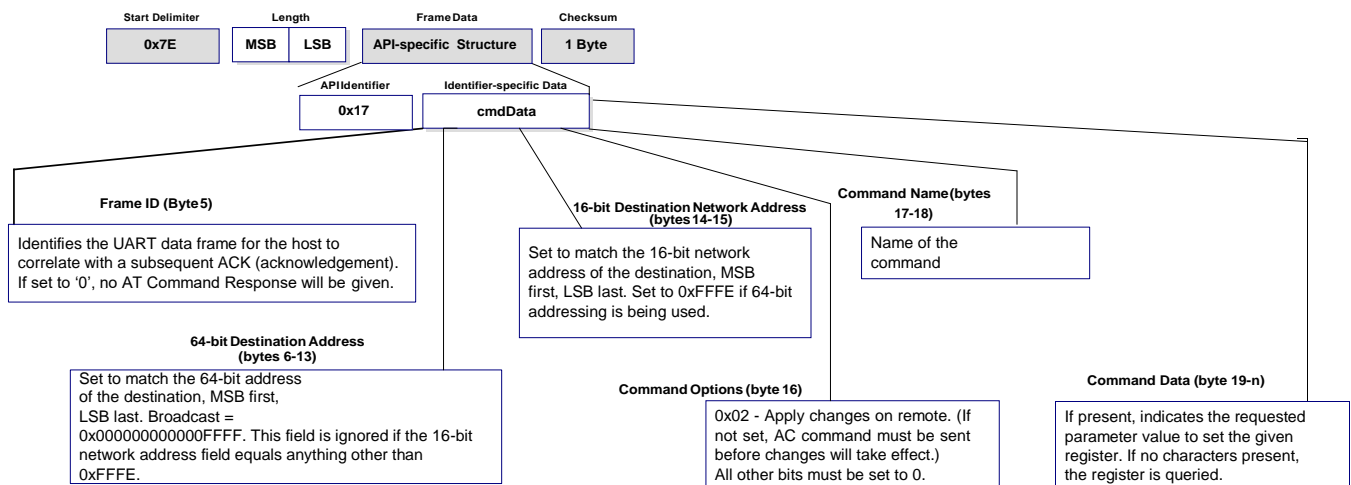 Start Delimiter
Length
Frame Data
Checksum
0x7E
MSB
LSB
API-specific Structure
1 Byte
API Identifier
Identifier-specific Data
0x17
cmdData
Frame ID (Byte 5)
Identifies the UART data frame for the host to
correlate with a subsequent ACK (acknowledgement).
If set to ‘0’, no AT Command Response will be given.
64-bit Destination Address
(bytes 6-13)
Set to match the 64-bit address
of the destination, MSB first,
LSB last. Broadcast =
0x000000000000FFFF. This field is ignored if the 16-bit
network address field equals anything other than
0xFFFE.
16-bit Destination Network Address
(bytes 14-15)
Set to match the 16-bit network
address of the destination, MSB
first, LSB last. Set to 0xFFFE if 64-bit
addressing is being used.
Command Options (byte 16)
0x02 - Apply changes on remote. (If
not set, AC command must be sent
before changes will take effect.)
All other bits must be set to 0.
Command Name (bytes
17-18)
Name of the
command
Command Data (byte 19-n)
If present, indicates the requested
parameter value to set the given
register. If no characters present,
the register is queried.